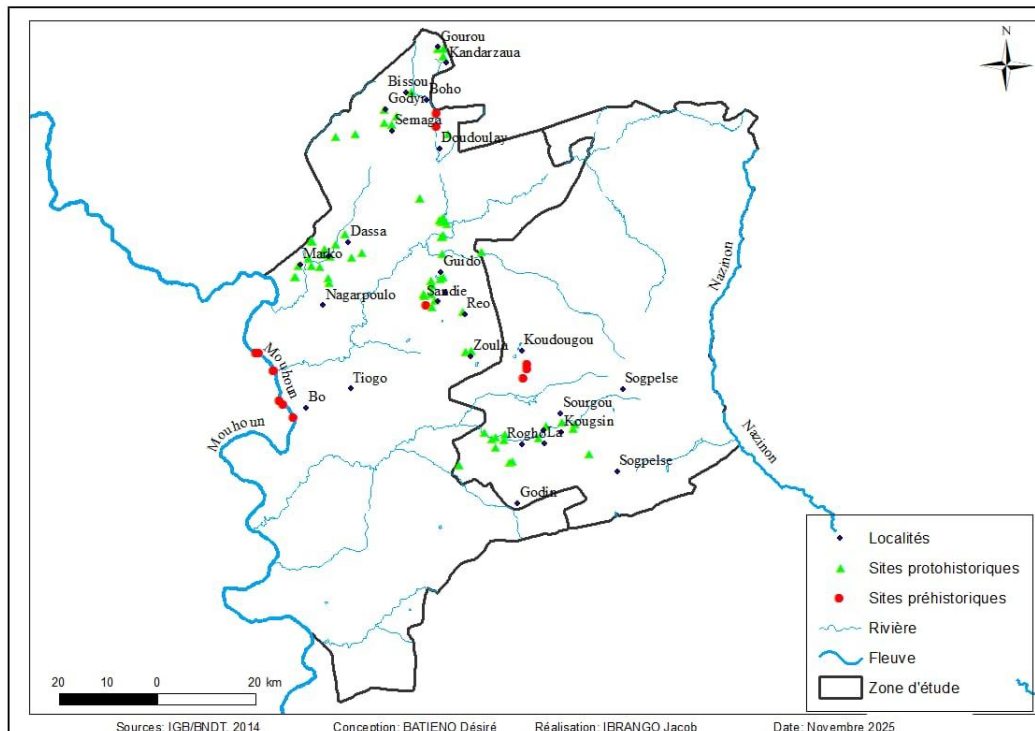 N
Gourou
Kandarzaua
Bissou
Boho
Godyr
Semaga
Doudoulay
Dassa
Marko
Guido
Nagarpoulo
Sandie
Reo
Mouhoun
Zoula
Koudougou
Tiogo
Bo
Sogpelse
Sourgou
Kougsin
Mouhoun
Rogho
La
Sogpelse
Godin
Nazinon
Nazinon
Localités
Sites protohistoriques
Sites préhistoriques
Rivière
Fleuve
Zone d'étude
20 10 0 20 km
Sources: IGB/BNDT, 2014 Conception: BATIENO Désiré Réalisation: IBRANGO Jacob Date: Novembre 2025